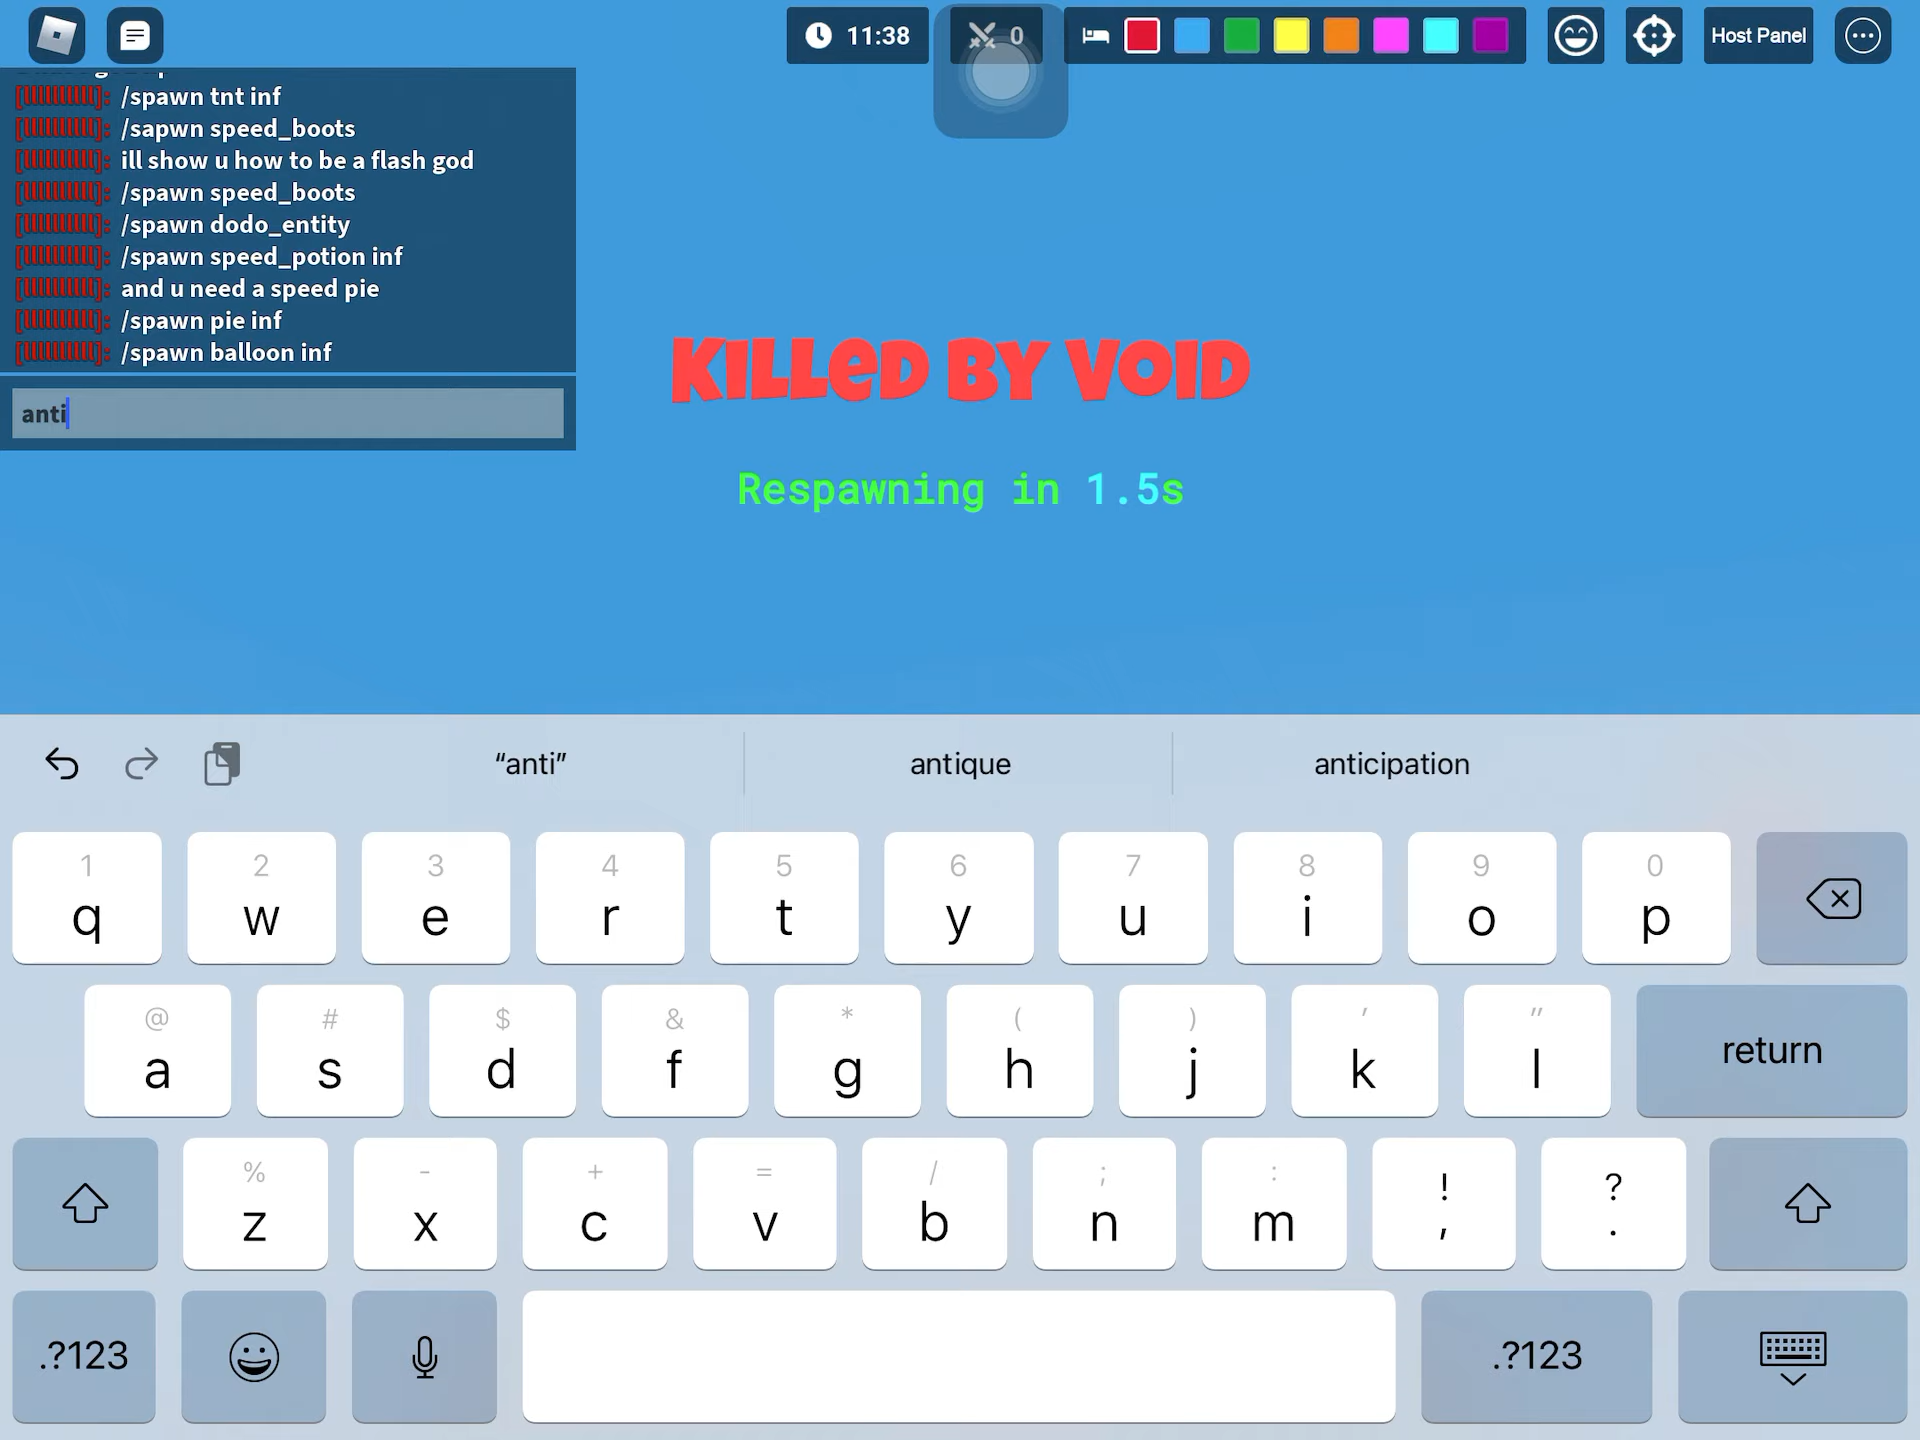 11:38
0
Host Panel
/spawn tnt inf
/sapwn speed_boots
ill show u how to be a flash god
/spawn speed_boots
/spawn dodo_entity
/spawn speed_potion inf
and u need a speed pie
/spawn pie inf
/spawn balloon inf
anti
KILLED BY VOID
Respawning in 1.5s
“anti” antique anticipation
1 2 3 4 5 6 7 8 9 0
q w e r t y u i o p
@ # $ & * ( ) ' "
a s d f g h j k l return
% - + = / ; : ! ?
z x c v b n m , .
.?123 .?123